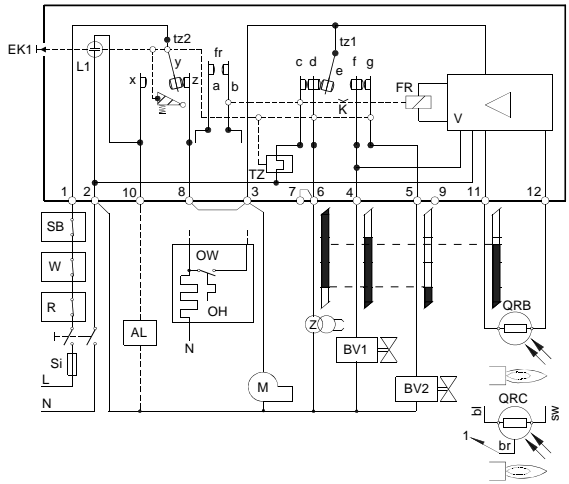 tz2
tz1
EK1
L1
fr
y
x
z
a
b
c
d
e
f
g
FR
V
K
M
TZ
1
2
10
8
3
7
6
4
5
9
11
12
SB
W
R
Si
L
N
OW
OH
N
AL
M
Z
BV1
BV2
QRB
QRC
bl
sw
br
1